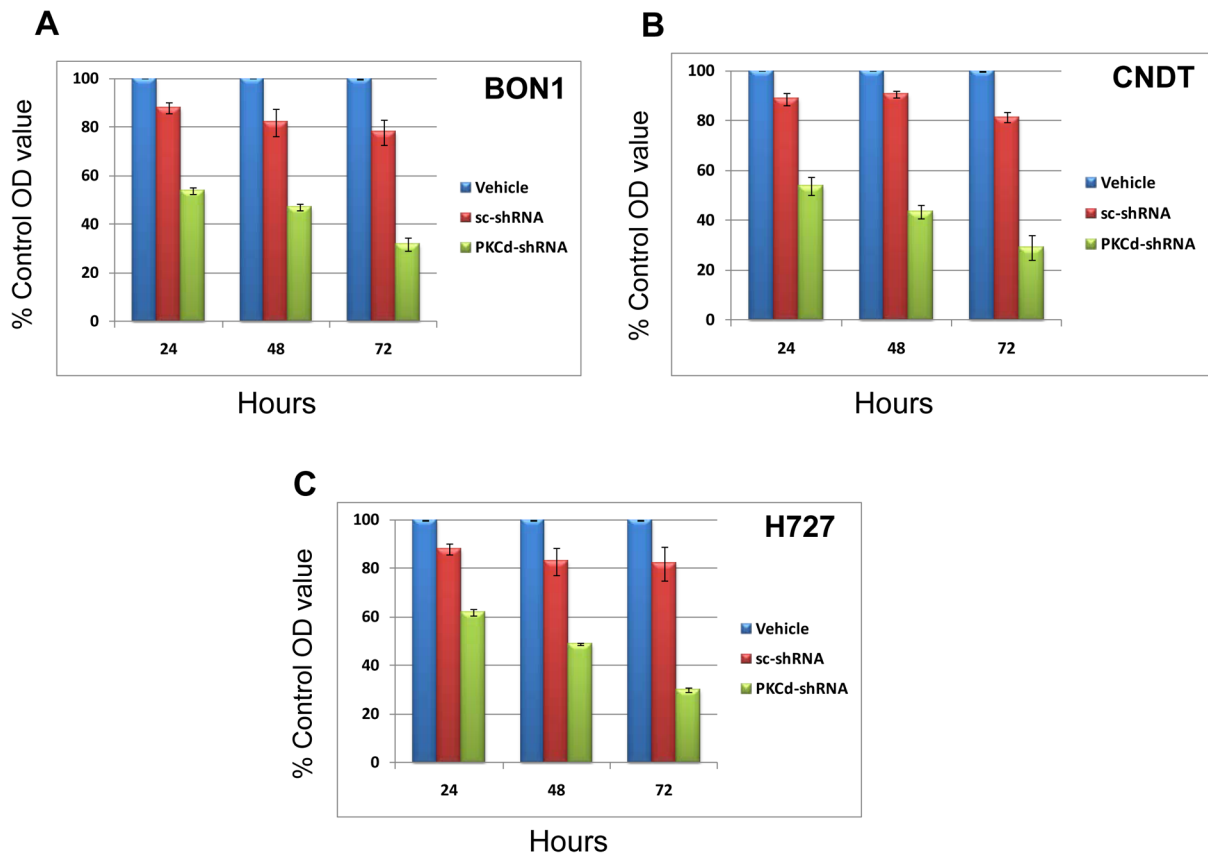 A
BON1
% Control OD value
100
80
60
40
20
0
24 48 72
Hours
Vehicle
sc-shRNA
PKCd-shRNA
B
CNDT
% Control OD value
100
80
60
40
20
0
24 48 72
Hours
Vehicle
sc-shRNA
PKCd-shRNA
C
H727
% Control OD value
100
80
60
40
20
0
24 48 72
Hours
Vehicle
sc-shRNA
PKCd-shRNA